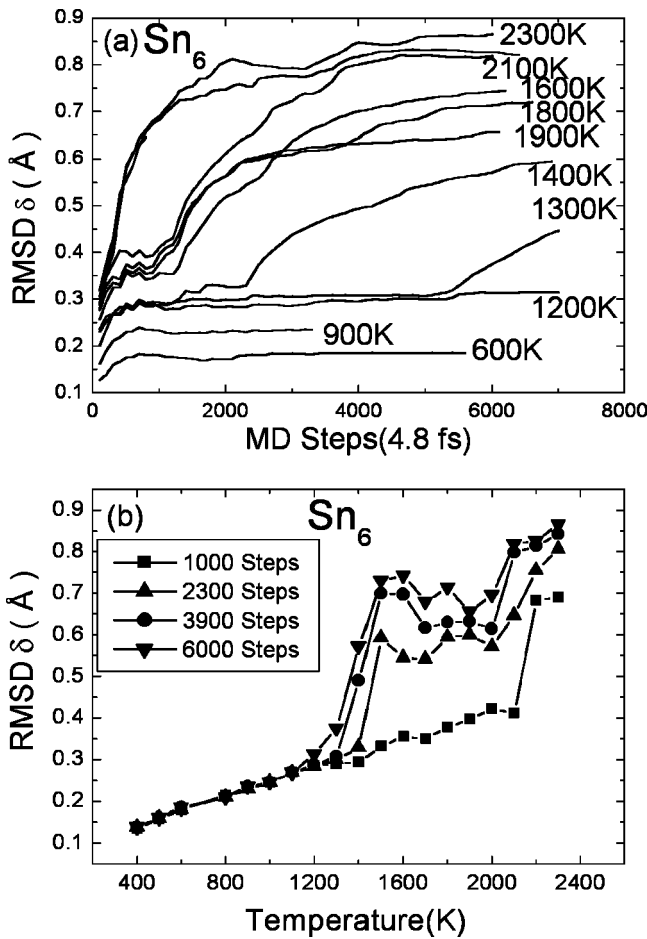 (a) Sn6
0.9
0.8
0.7
0.6
0.5
0.4
0.3
0.2
0.1
RMSD δ ( Å )
2300K
2100K
1600K
1800K
1900K
1400K
1300K
1200K
900K
600K
0 2000 4000 6000 8000
MD Steps(4.8 fs)
(b) Sn6
1000 Steps
2300 Steps
3900 Steps
6000 Steps
0.9
0.8
0.7
0.6
0.5
0.4
0.3
0.2
0.1
RMSD δ ( Å )
400 800 1200 1600 2000 2400
Temperature(K)